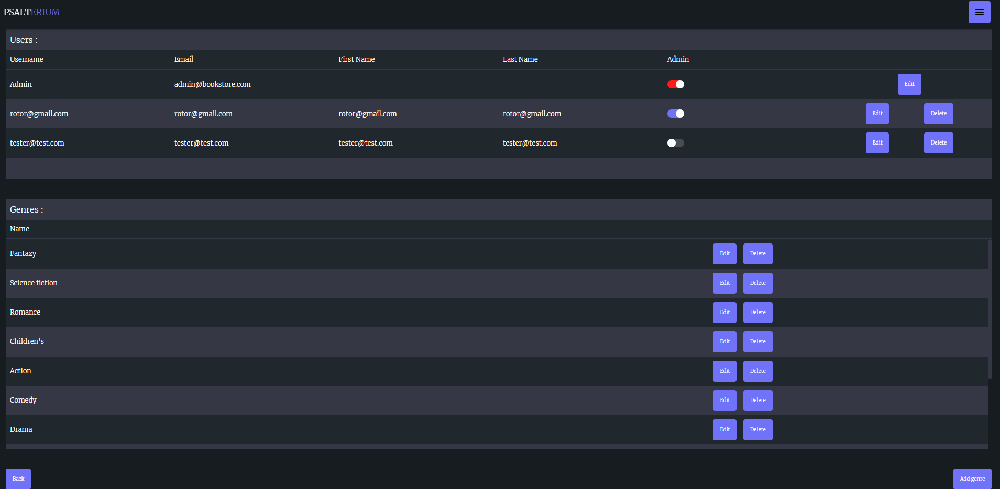 PSALTERIUM
Users :
Username Email First Name Last Name Admin
Admin admin@bookstore.com Edit
rotor@gmail.com rotor@gmail.com rotor@gmail.com rotor@gmail.com Edit Delete
tester@test.com tester@test.com tester@test.com tester@test.com Edit Delete
Genres :
Name
Fantazy Edit Delete
Science fiction Edit Delete
Romance Edit Delete
Children's Edit Delete
Action Edit Delete
Comedy Edit Delete
Drama Edit Delete
Back Add genre